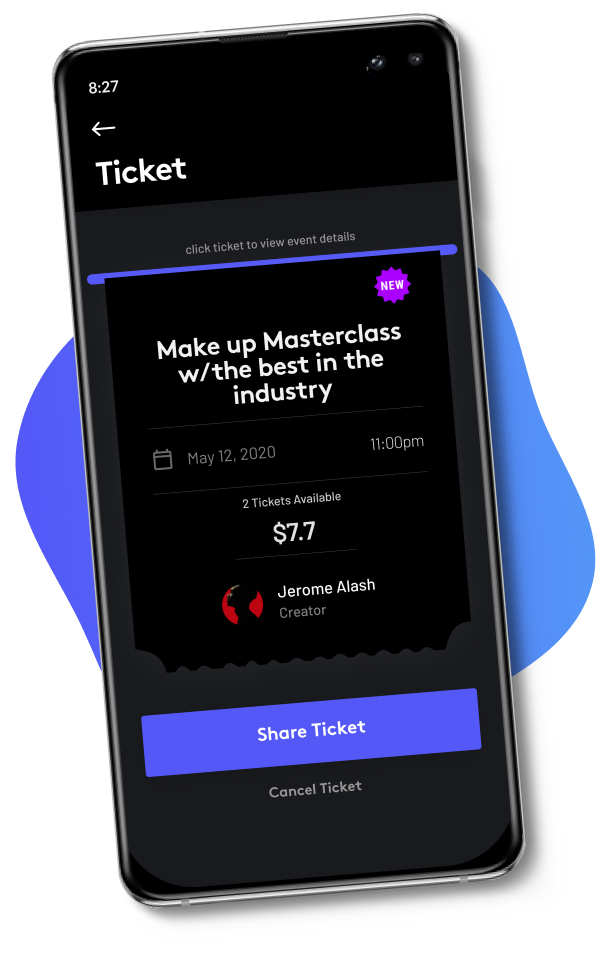 8:27
Ticket
click ticket to view event details
NEW
Make up Masterclass
w/the best in the
industry
May 12, 2020 11:00pm
2 Tickets Available
$7.7
Jerome Alash
Creator
Share Ticket
Cancel Ticket